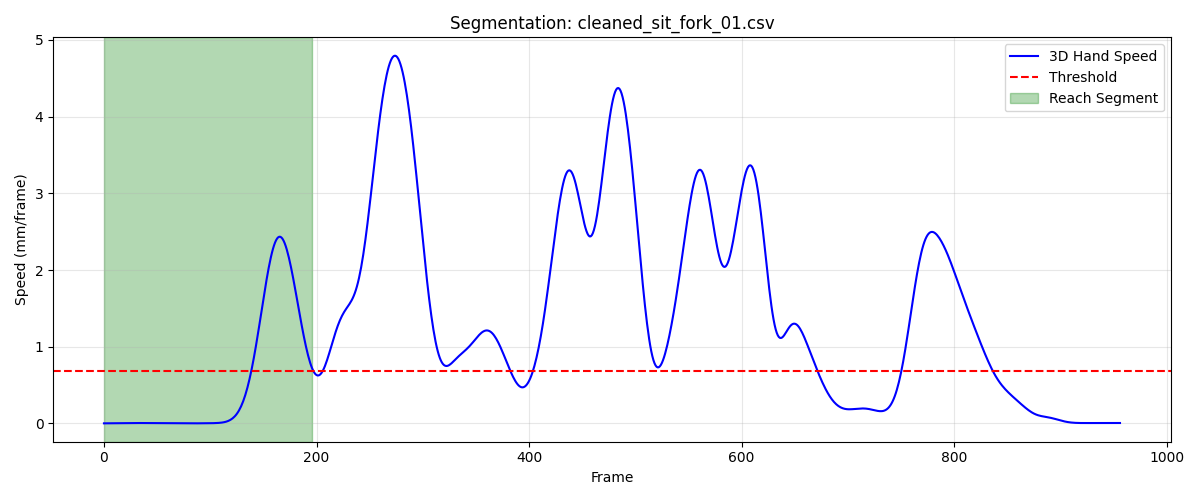 Segmentation: cleaned_sit_fork_01.csv
5
4
3
2
1
0
Speed (mm/frame)
3D Hand Speed
Threshold
Reach Segment
0 200 400 600 800 1000
Frame